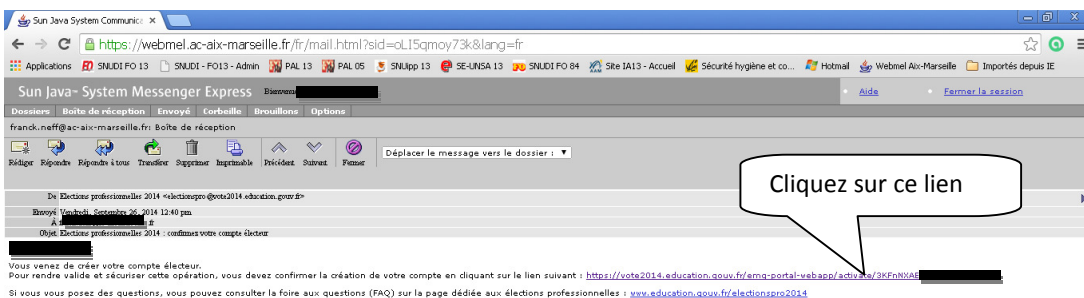 Sun Java System Communica
https://webmel.ac-aix-marseille.fr/fr/mail.html?sid=oLI5qmoy73k&lang=fr
Applications SNUDI FO 13 SNUDI - FO13 - Admin PAL 13 PAL 05 SNUipp 13 SE-UNSA 13 SNUDI FO 84 Site IA13 - Accueil Sécurité hygiène et co... Hotmail Webmel Aix-Marseille Importés depuis IE
Sun Java™ System Messenger Express Bienvenu Aide Fermer la session
Dossiers Boîte de réception Envoyé Corbeille Brouillons Options
franck.neff@ac-aix-marseille.fr: Boîte de réception
Rédiger Répondre Répondre à tous Transférer Supprimer Imprimable Précédent Suivant Fermer Déplacer le message vers le dossier :
Cliquez sur ce lien
De Elections professionnelles 2014 <electionspro@vote2014.education.gouv.fr>
Envoyé Vendredi, Septembre 26, 2014 12:40 pm
À fr
Objet Elections professionnelles 2014 : confirmez votre compte électeur
Vous venez de créer votre compte électeur.
Pour rendre valide et sécuriser cette opération, vous devez confirmer la création de votre compte en cliquant sur le lien suivant : https://vote2014.education.gouv.fr/emg-portal-webapp/activate/3KFnNXAE
Si vous vous posez des questions, vous pouvez consulter la foire aux questions (FAQ) sur la page dédiée aux élections professionnelles : www.education.gouv.fr/electionspro2014